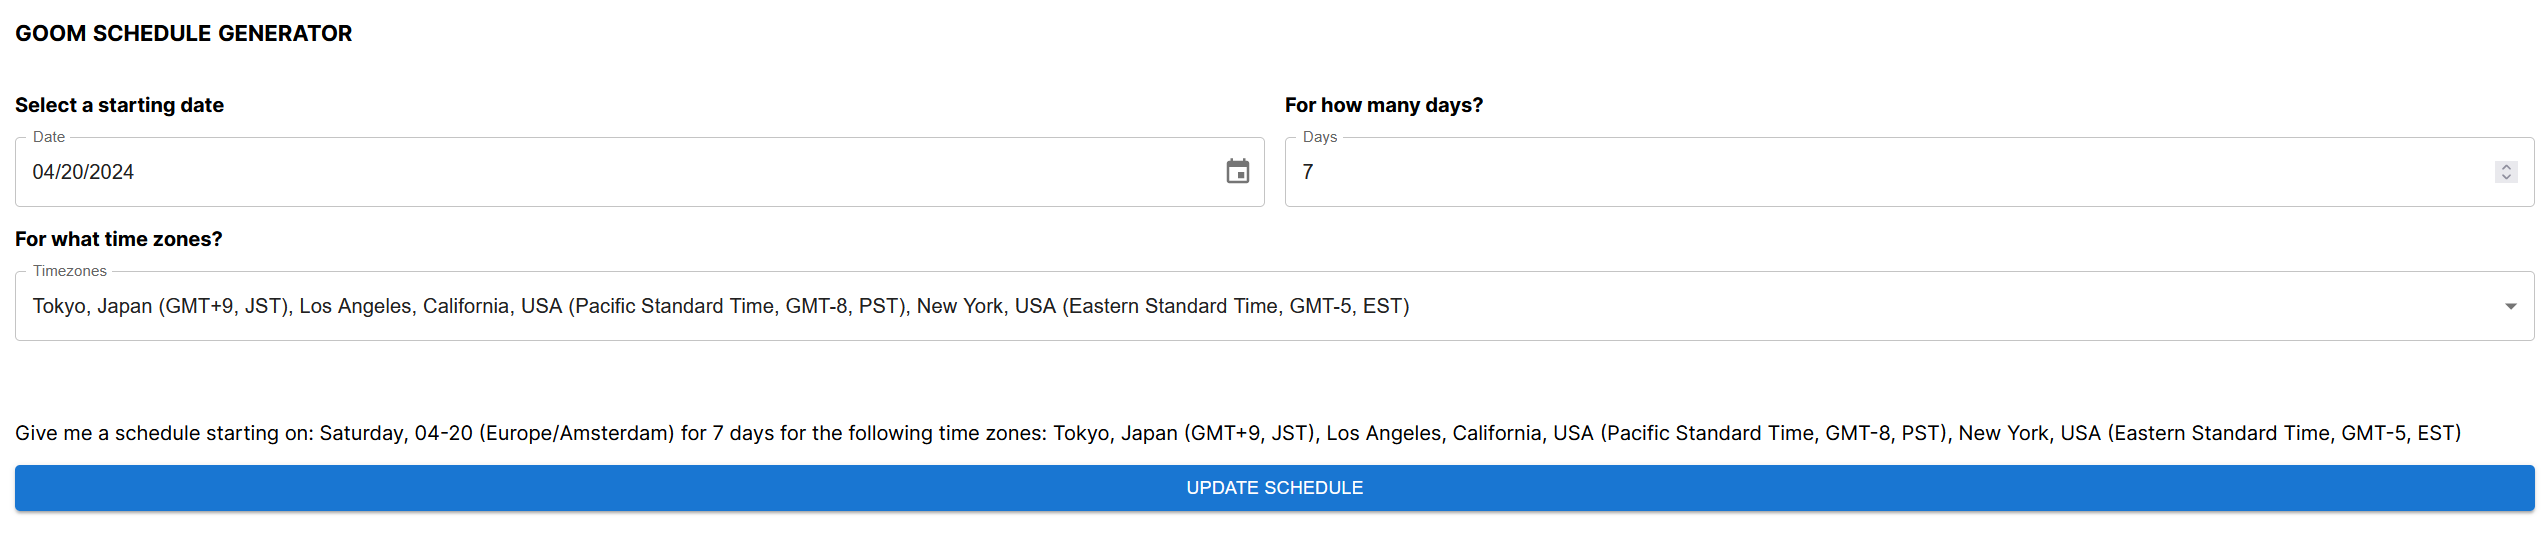 GOOM SCHEDULE GENERATOR
Select a starting date
For how many days?
Date
04/20/2024
Days
7
For what time zones?
Timezones
Tokyo, Japan (GMT+9, JST), Los Angeles, California, USA (Pacific Standard Time, GMT-8, PST), New York, USA (Eastern Standard Time, GMT-5, EST)
Give me a schedule starting on: Saturday, 04-20 (Europe/Amsterdam) for 7 days for the following time zones: Tokyo, Japan (GMT+9, JST), Los Angeles, California, USA (Pacific Standard Time, GMT-8, PST), New York, USA (Eastern Standard Time, GMT-5, EST)
UPDATE SCHEDULE